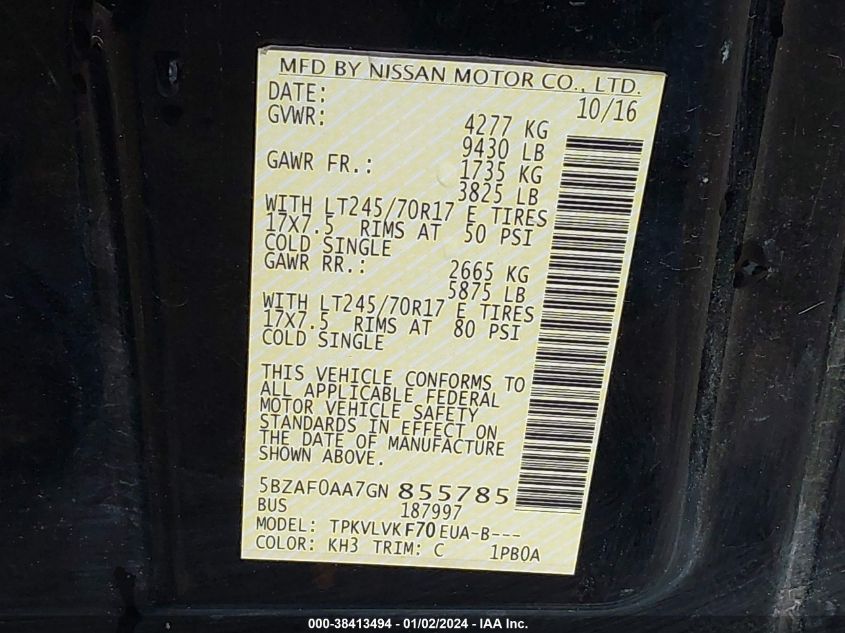 MFD BY NISSAN MOTOR CO., LTD.
DATE: 10/16
GVWR: 4277 KG
9430 LB
GAWR FR.: 1735 KG
3825 LB
WITH LT245/70R17 E TIRES
17X7.5 RIMS AT 50 PSI
COLD SINGLE
GAWR RR.: 2665 KG
5875 LB
WITH LT245/70R17 E TIRES
17X7.5 RIMS AT 80 PSI
COLD SINGLE
THIS VEHICLE CONFORMS TO
ALL APPLICABLE FEDERAL
MOTOR VEHICLE SAFETY
STANDARDS IN EFFECT ON
THE DATE OF MANUFACTURE
SHOWN ABOVE.
5BZAF0AA7GN 855785
BUS 187997
MODEL: TPKVLVKF70EUA-B---
COLOR: KH3 TRIM: C 1PB0A
000-38413494 - 01/02/2024 - IAA Inc.